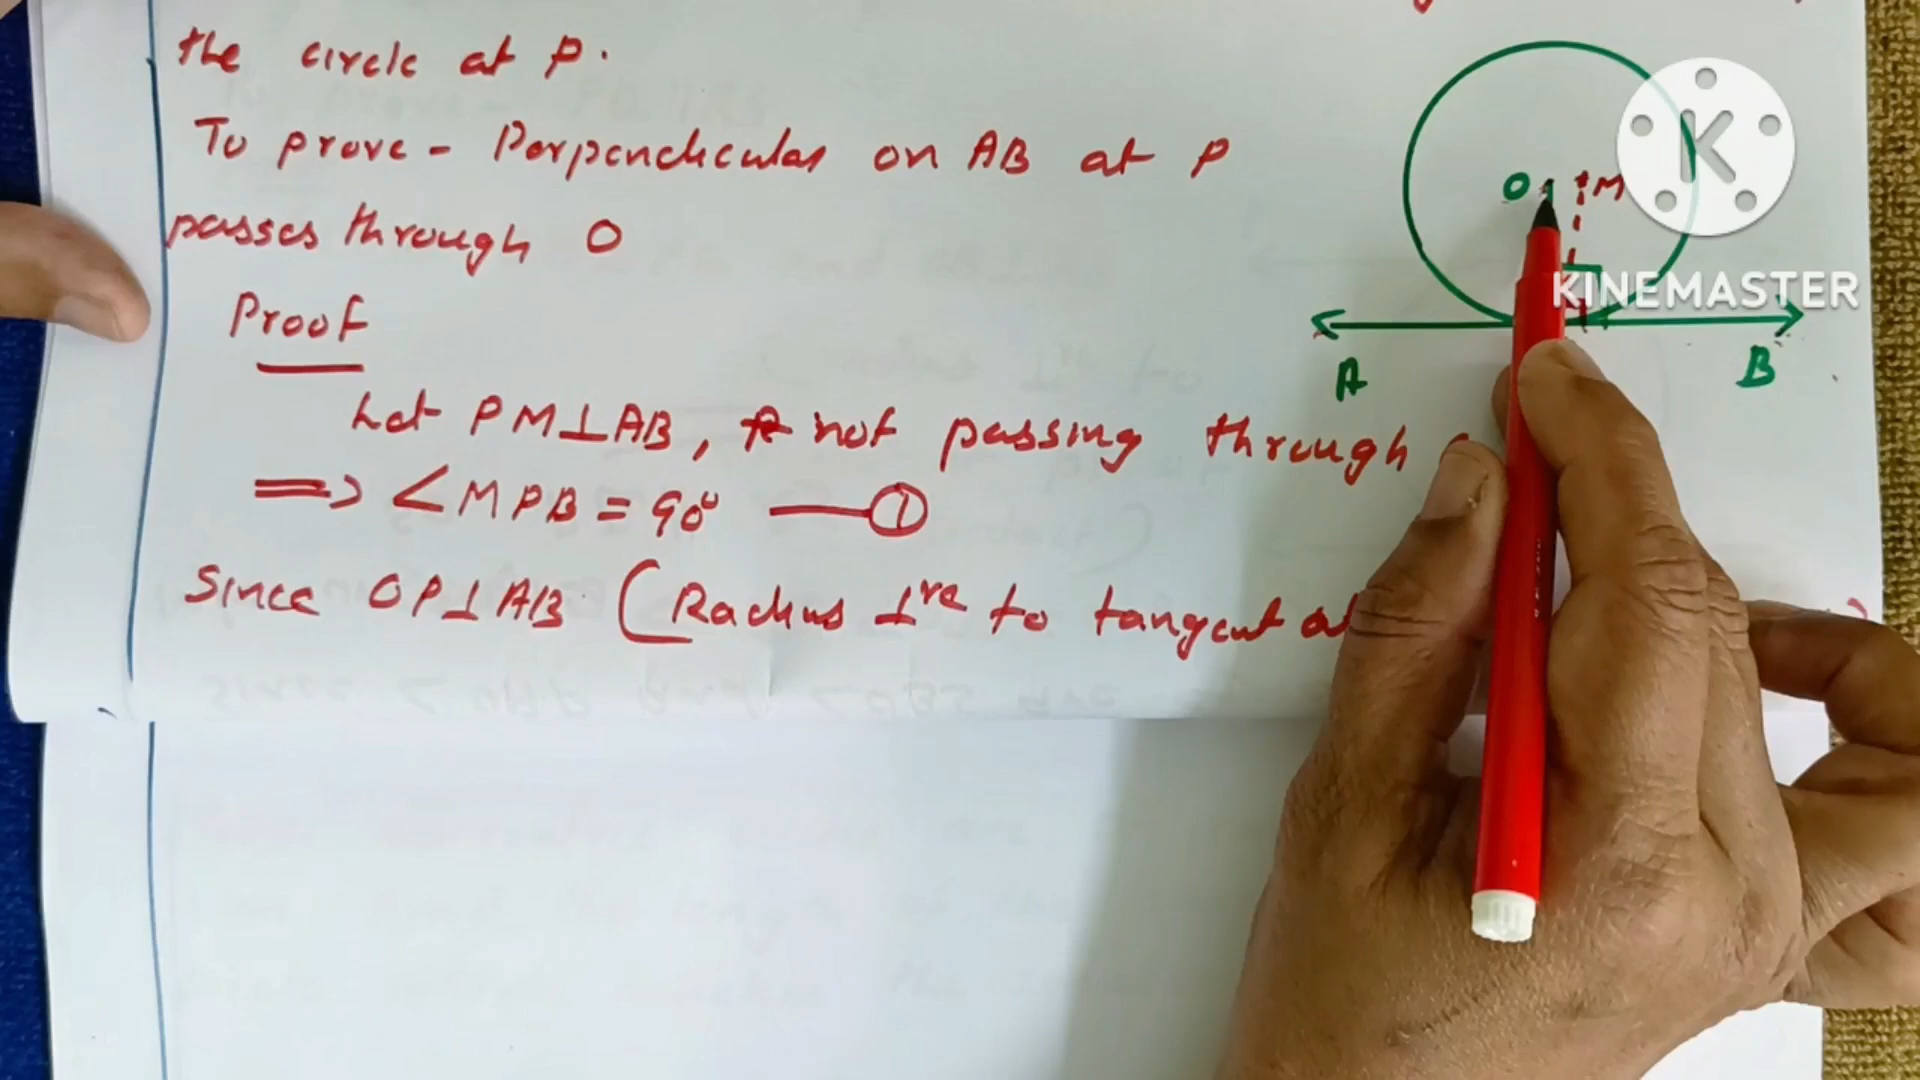 the circle at P.
To prove - Perpendicular on AB at P
passes through O
Proof
Let PM⊥AB, not passing through
=> ∠MPB = 90° —①
Since OP⊥AB (Radius ⊥re to tangent at
O
M
A
B
K
KINEMASTER